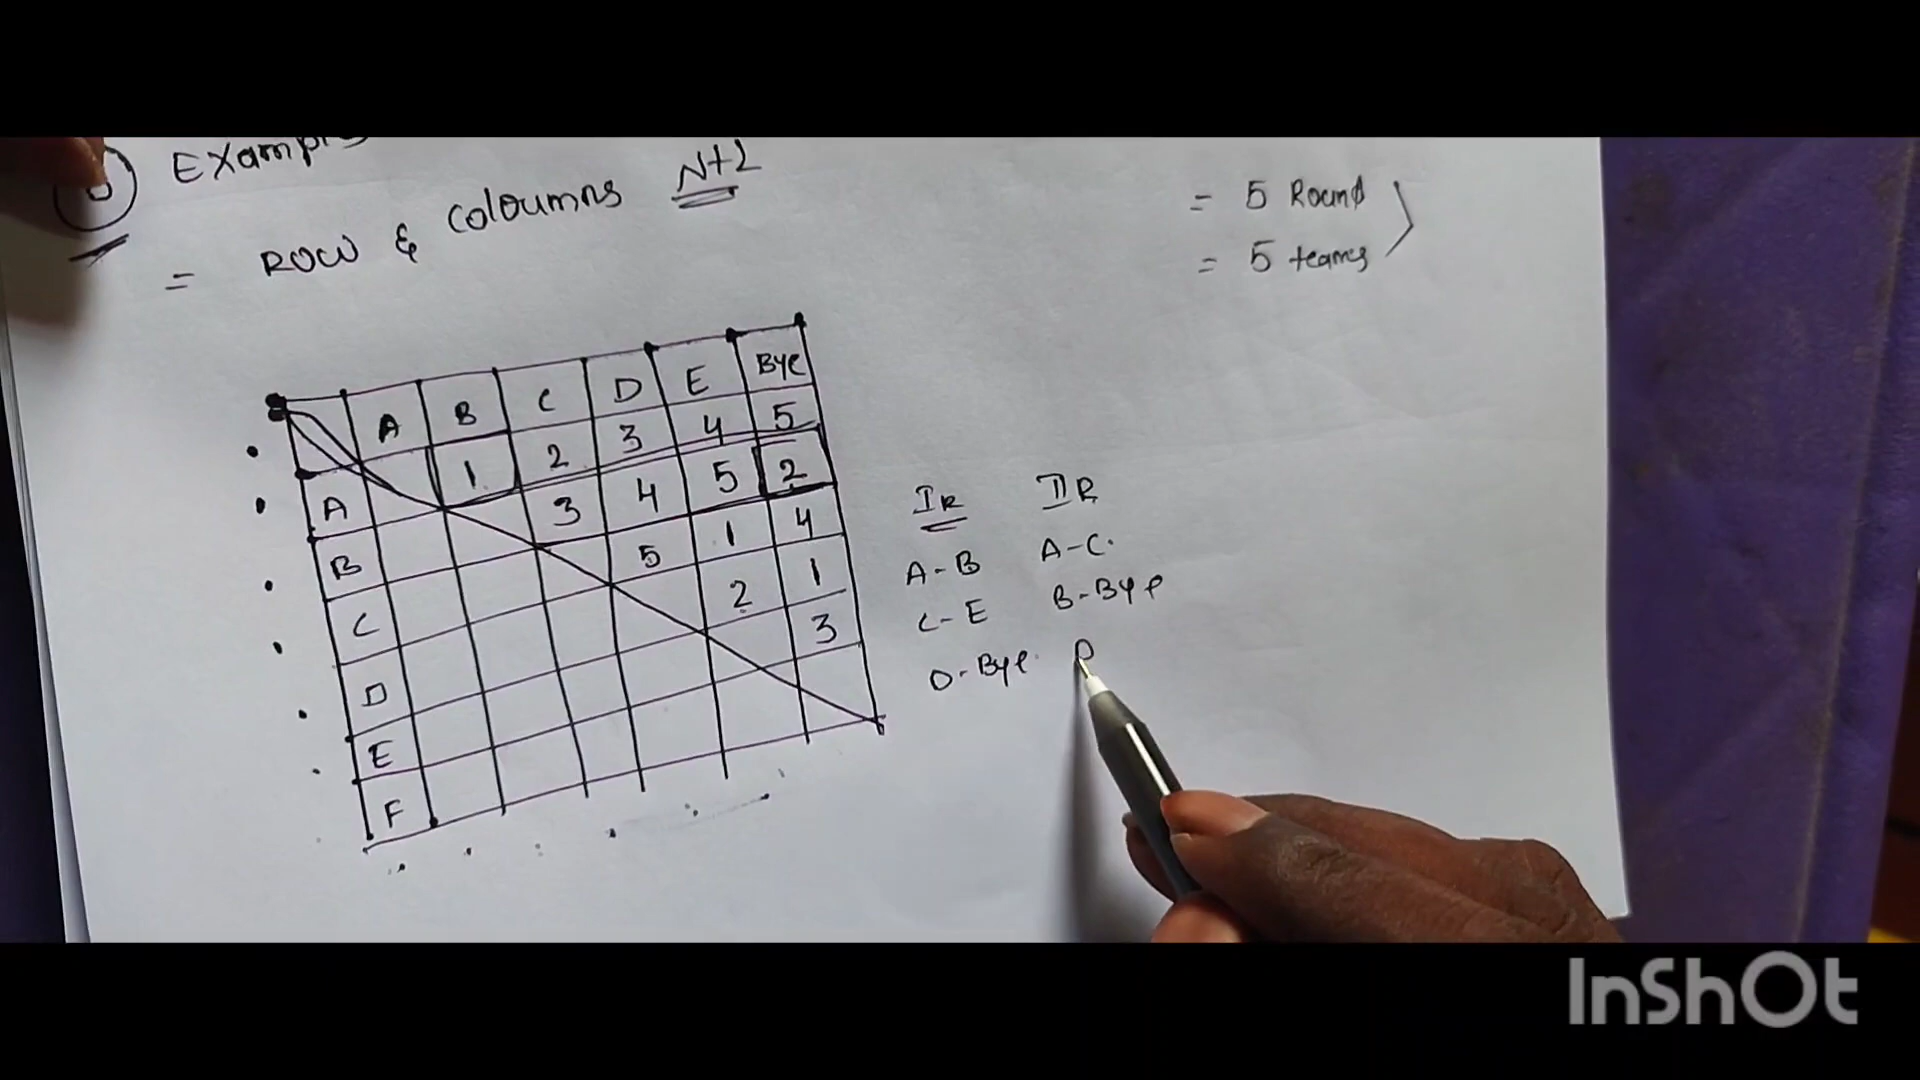 = ROW & COLOUMNS N+2
= 5 Round
= 5 teams
A B C D E BYE
A 1 2 3 4 5
B 3 4 5 2
C 5 1 4
D 2 1
E 3
F
IR IIR
A-B A-C.
C-E B-Bye
D-Bye. D
InShOt